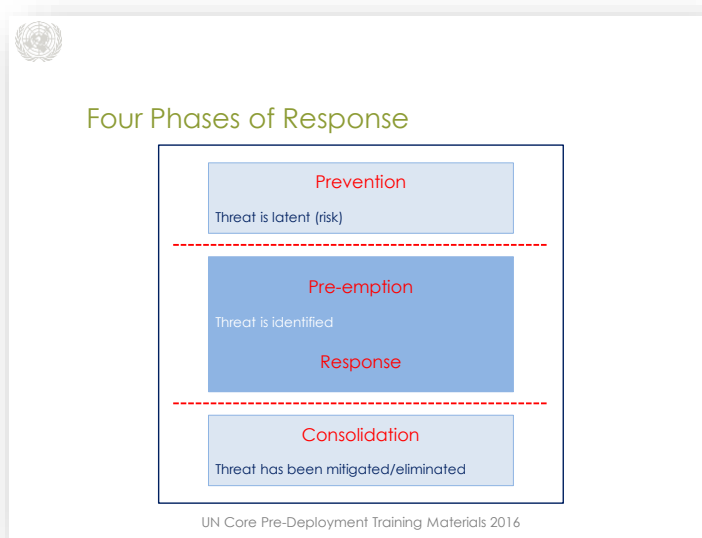 Four Phases of Response
Prevention
Threat is latent (risk)
Pre-emption
Threat is identified
Response
Consolidation
Threat has been mitigated/eliminated
UN Core Pre-Deployment Training Materials 2016